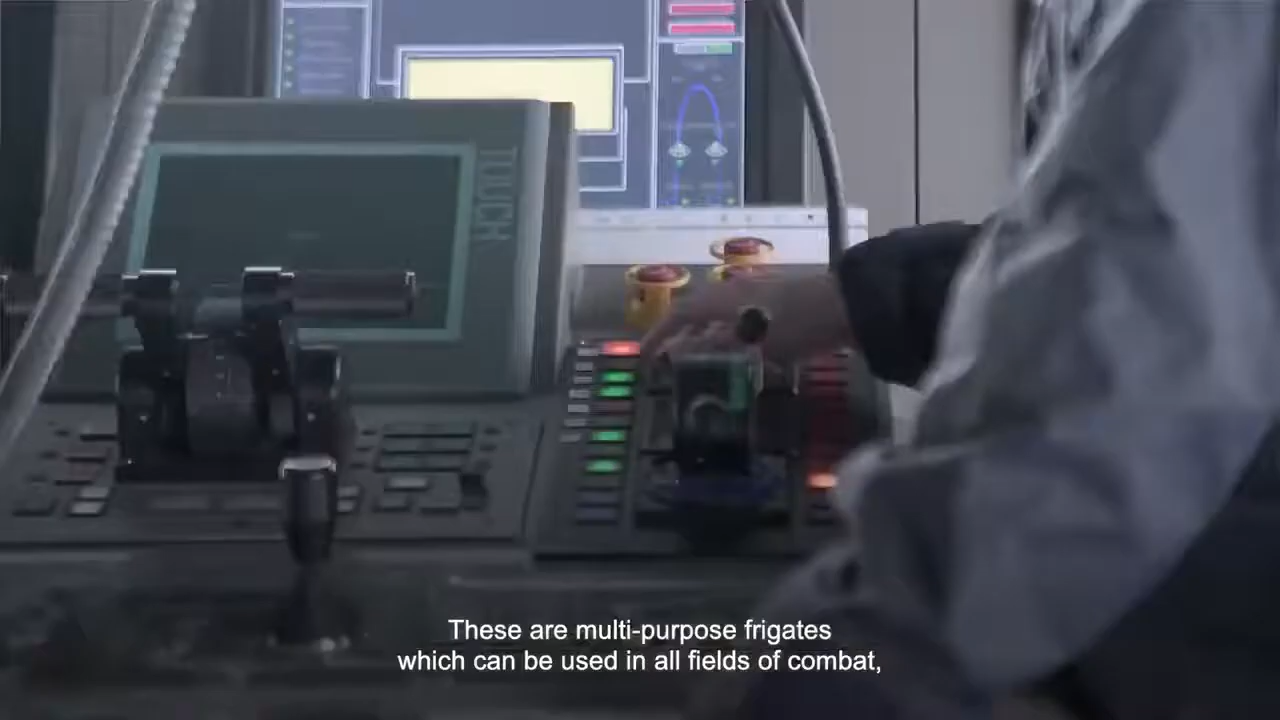 TOUCH
These are multi-purpose frigates
which can be used in all fields of combat,